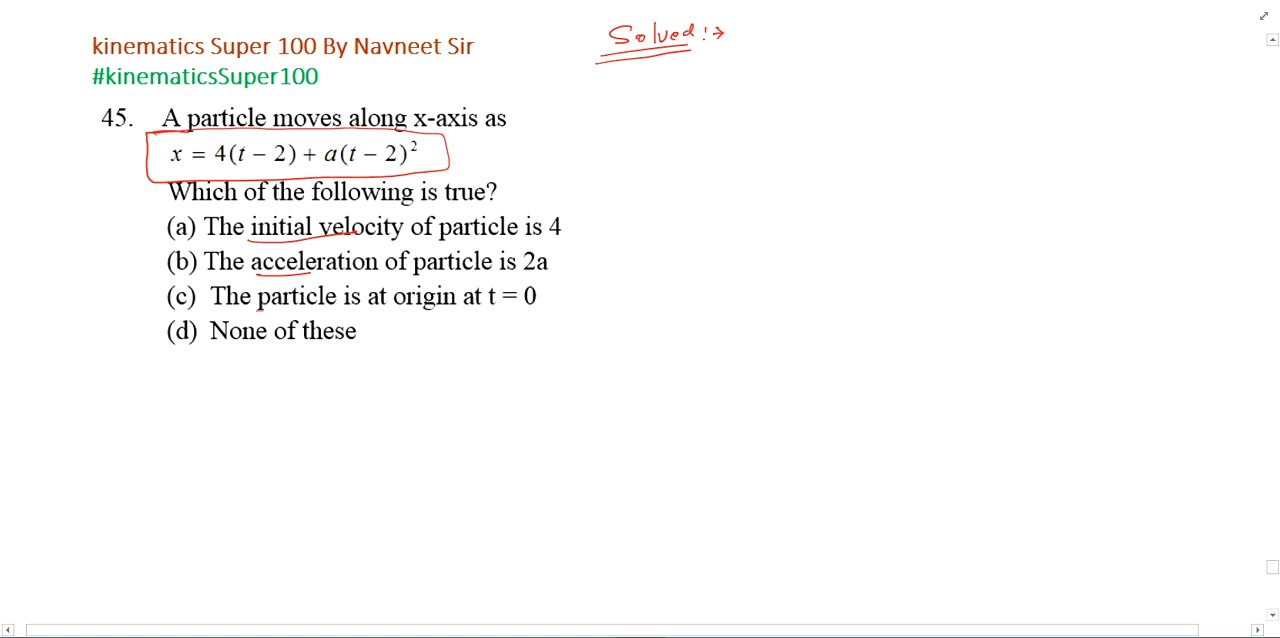 kinematics Super 100 By Navneet Sir
#kinematicsSuper100
Solved :→
45. A particle moves along x-axis as
x = 4(t − 2) + a(t − 2)²
Which of the following is true?
(a) The initial velocity of particle is 4
(b) The acceleration of particle is 2a
(c) The particle is at origin at t = 0
(d) None of these